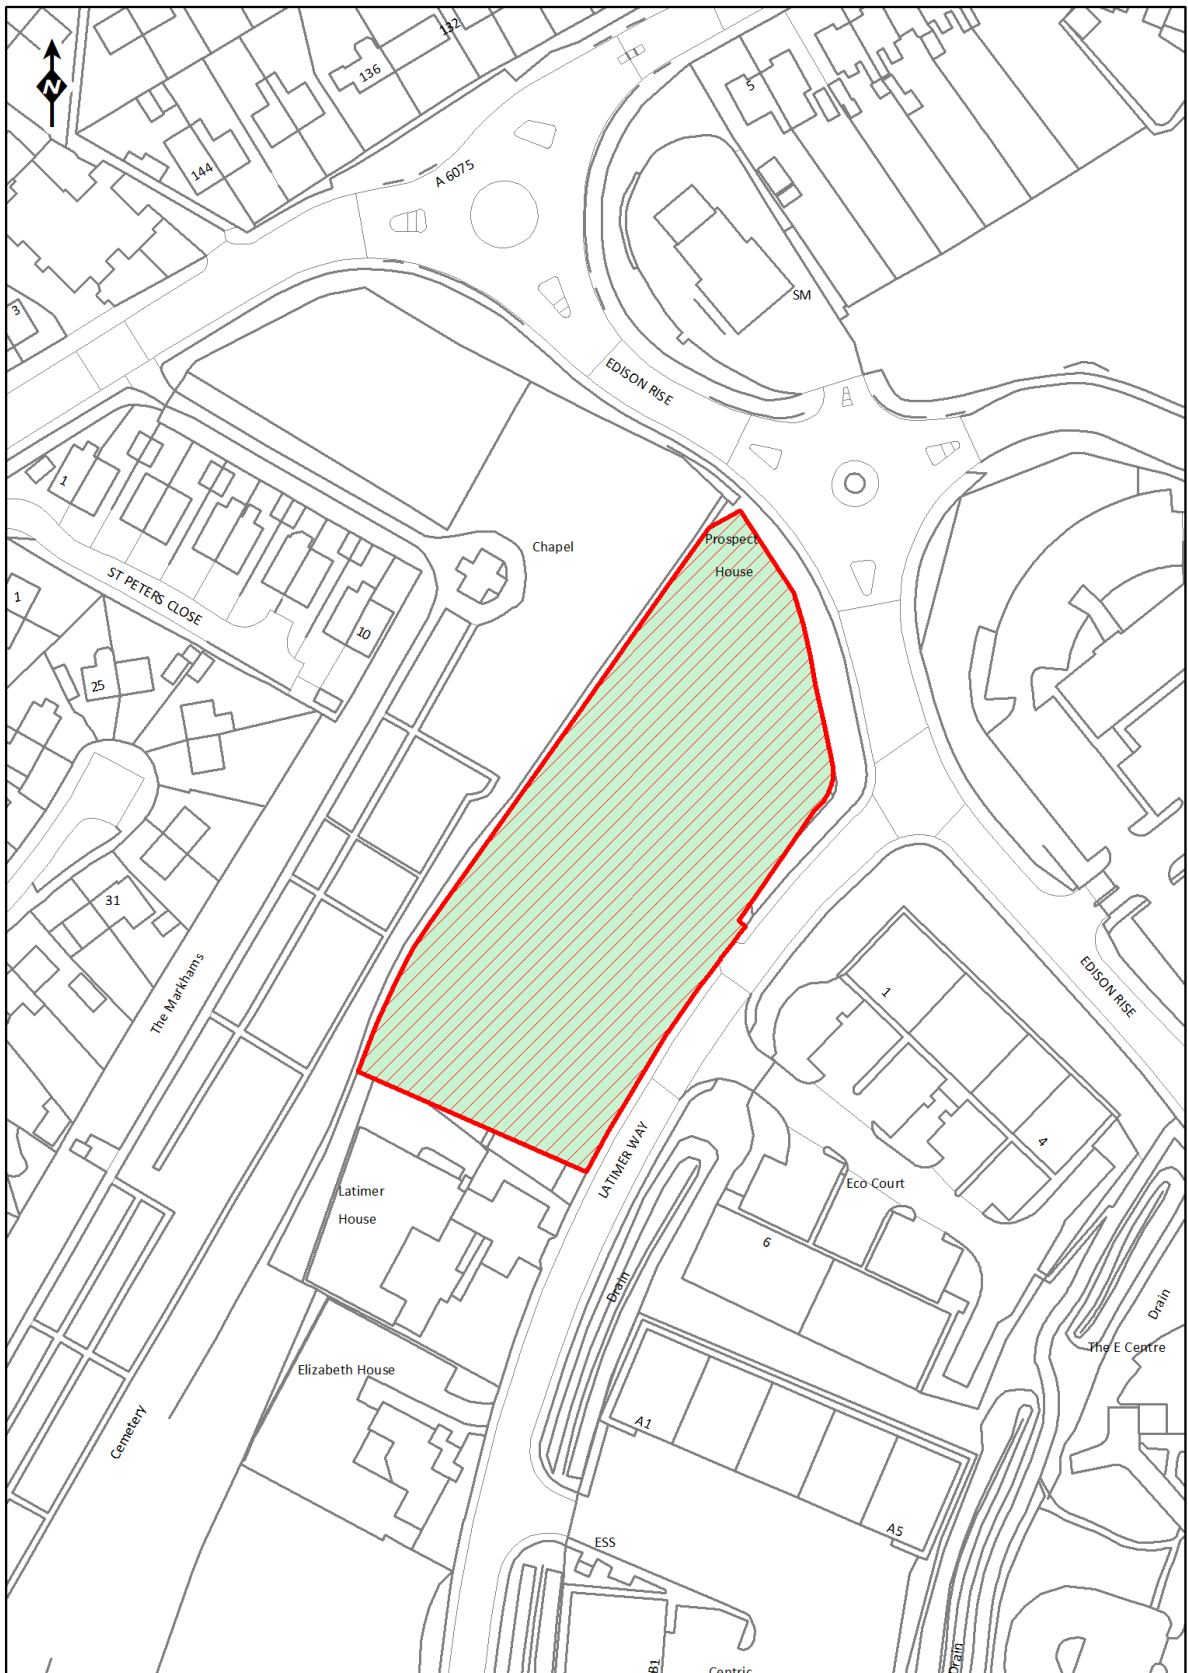 132
136
5
N
144
A 6075
SM
3
EDISON RISE
1
Chapel
Prospect
House
ST PETERS CLOSE
1
10
25
31
The Markhams
EDISON RISE
1
4
LATIMER WAY
Eco Court
Latimer
House
6
Drain
Drain
The E Centre
Elizabeth House
Cemetery
A1
A5
ESS
Drain
B1
Centric